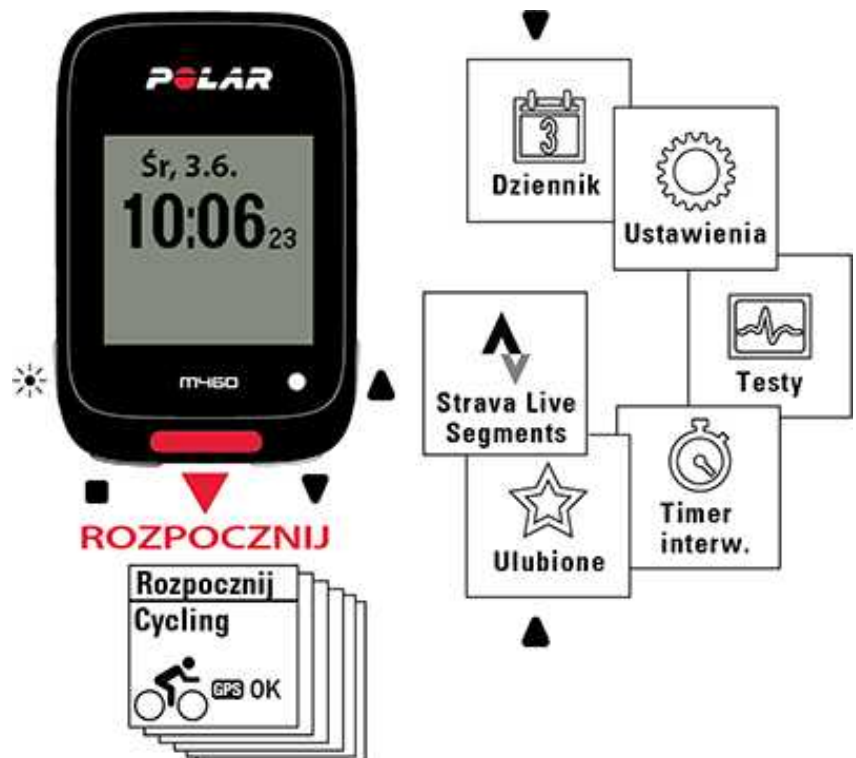 POLAR
Śr, 3.6.
10:06 23
M460
ROZPOCZNIJ
Rozpocznij
Cycling
GPS OK
3
Dziennik
Ustawienia
Testy
Timer
interw.
Ulubione
Strava Live
Segments